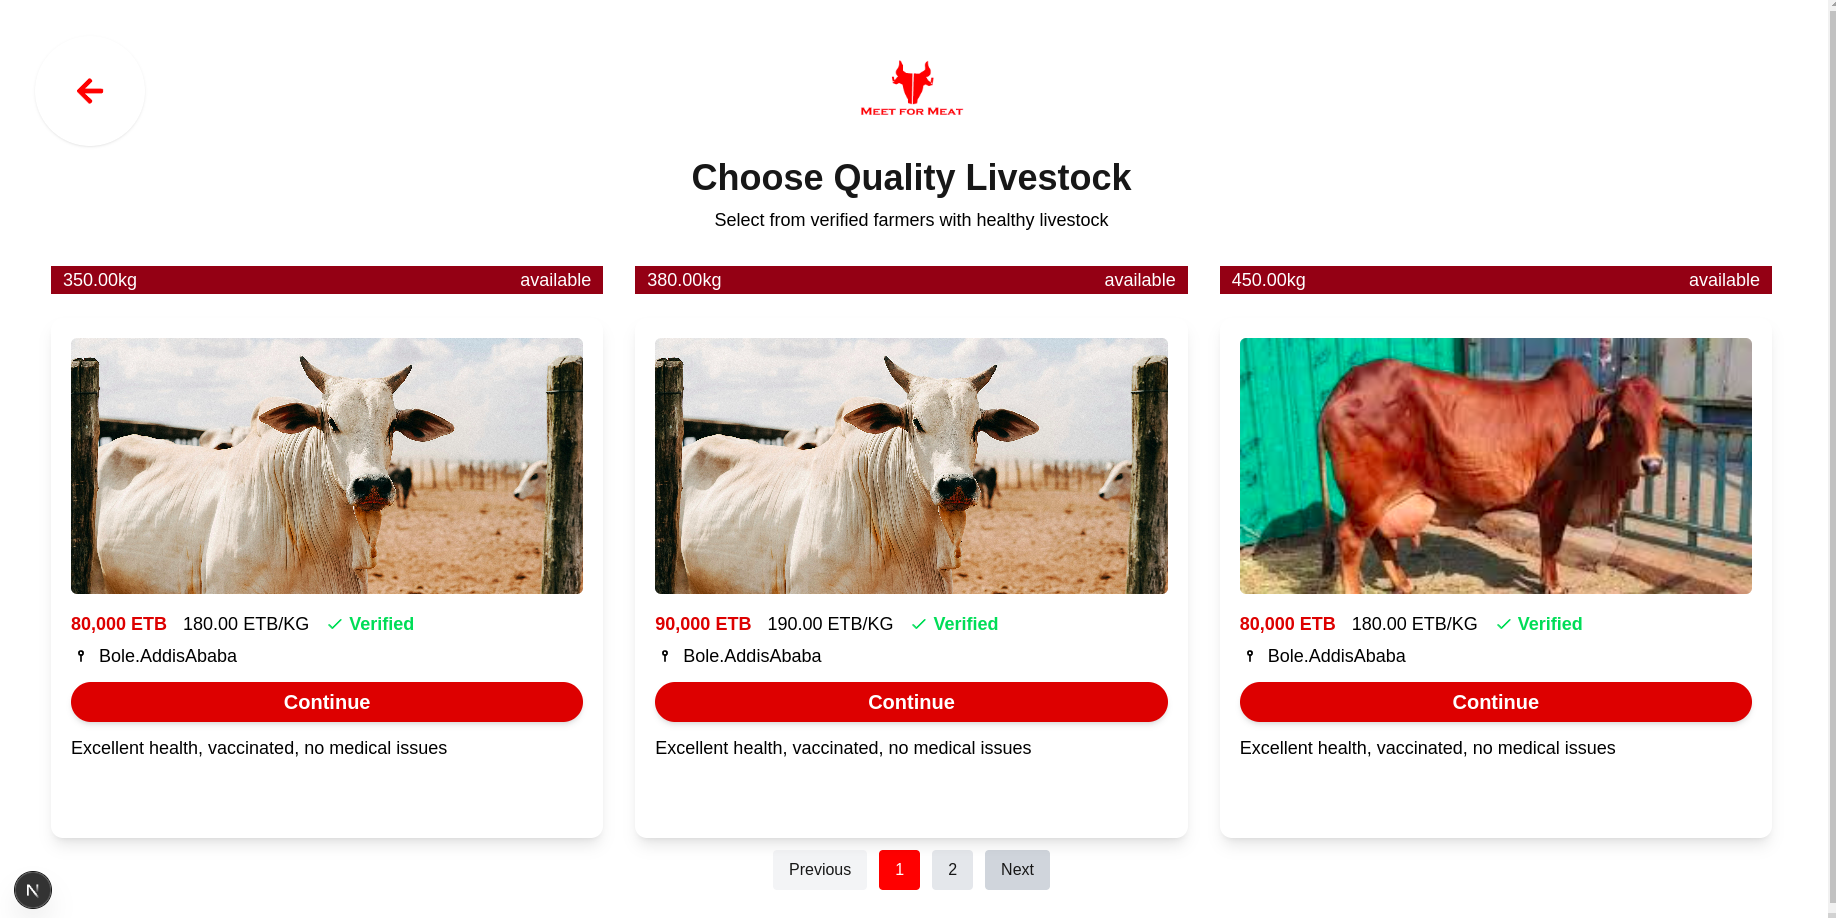 MEET FOR MEAT
Choose Quality Livestock
Select from verified farmers with healthy livestock
350.00kg available
380.00kg available
450.00kg available
80,000 ETB 180.00 ETB/KG Verified
Bole.AddisAbaba
Continue
Excellent health, vaccinated, no medical issues
90,000 ETB 190.00 ETB/KG Verified
Bole.AddisAbaba
Continue
Excellent health, vaccinated, no medical issues
80,000 ETB 180.00 ETB/KG Verified
Bole.AddisAbaba
Continue
Excellent health, vaccinated, no medical issues
Previous 1 2 Next
N